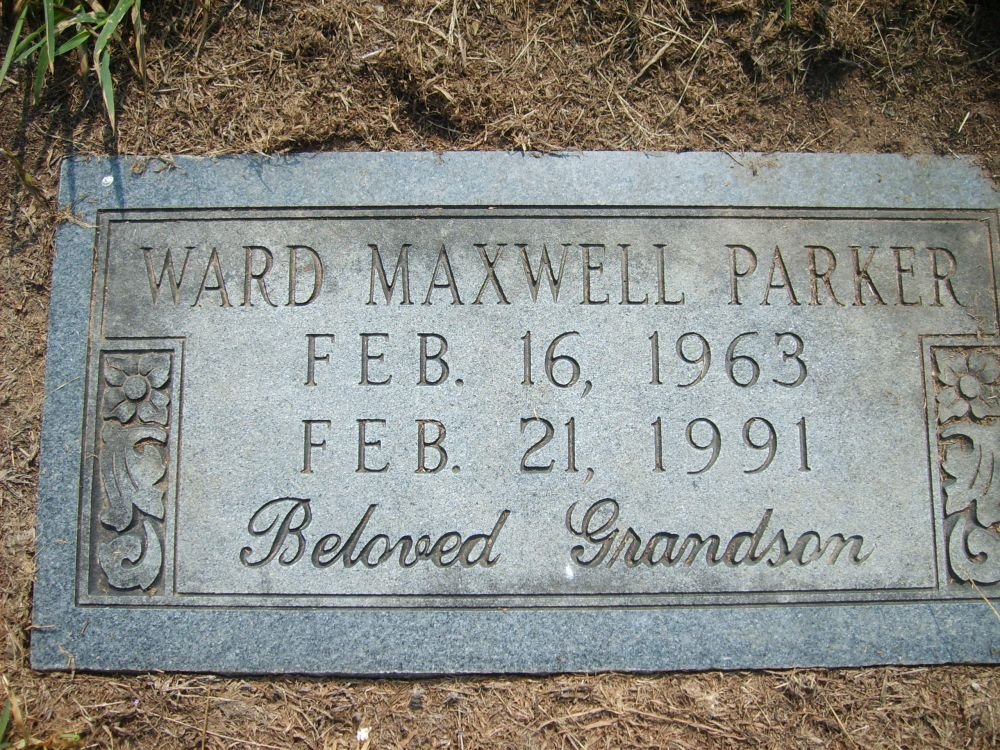 WARD MAXWELL PARKER
FEB. 16, 1963
FEB. 21, 1991
Beloved Grandson